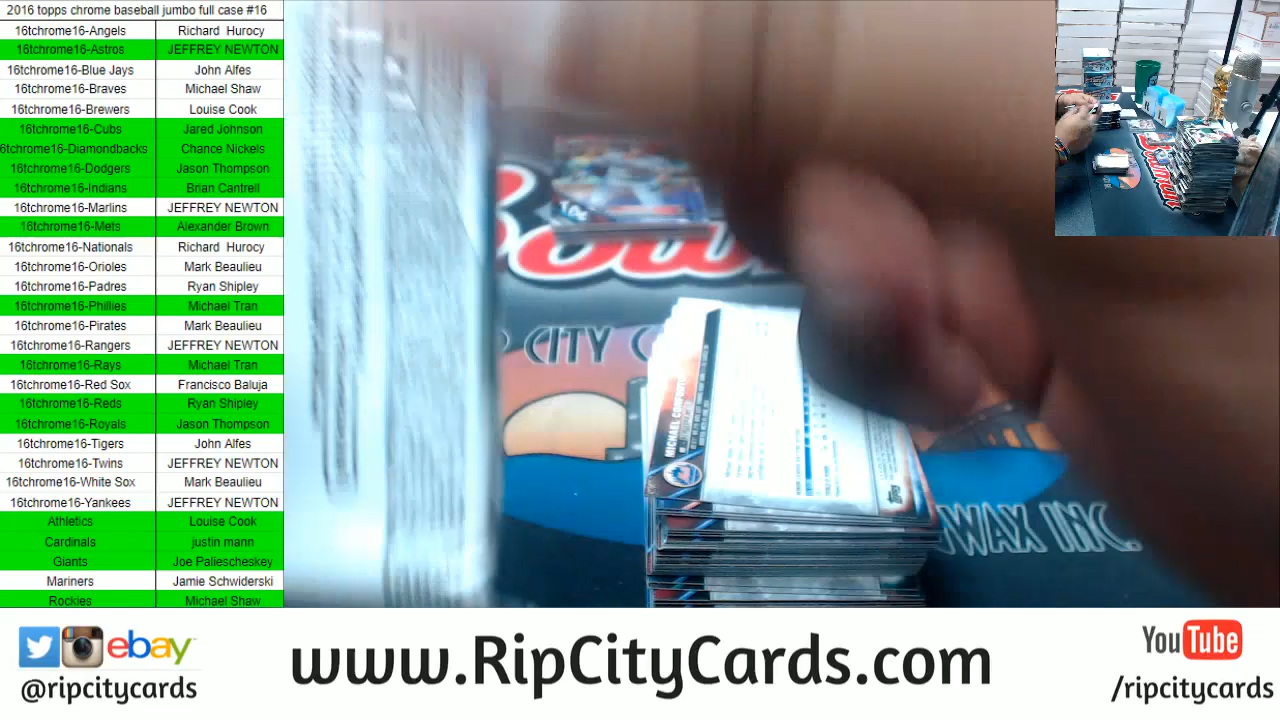 2016 topps chrome baseball jumbo full case #16
16tchrome16-Angels Richard Hurocy
16tchrome16-Astros JEFFREY NEWTON
16tchrome16-Blue Jays John Alfes
16tchrome16-Braves Michael Shaw
16tchrome16-Brewers Louise Cook
16tchrome16-Cubs Jared Johnson
6tchrome16-Diamondbacks Chance Nickels
16tchrome16-Dodgers Jason Thompson
16tchrome16-Indians Brian Cantrell
16tchrome16-Marlins JEFFREY NEWTON
16tchrome16-Mets Alexander Brown
16tchrome16-Nationals Richard Hurocy
16tchrome16-Orioles Mark Beaulieu
16tchrome16-Padres Ryan Shipley
16tchrome16-Phillies Michael Tran
16tchrome16-Pirates Mark Beaulieu
16tchrome16-Rangers JEFFREY NEWTON
16tchrome16-Rays Michael Tran
16tchrome16-Red Sox Francisco Baluja
16tchrome16-Reds Ryan Shipley
16tchrome16-Royals Jason Thompson
16tchrome16-Tigers John Alfes
16tchrome16-Twins JEFFREY NEWTON
16tchrome16-White Sox Mark Beaulieu
16tchrome16-Yankees JEFFREY NEWTON
Athletics Louise Cook
Cardinals justin mann
Giants Joe Paliescheskey
Mariners Jamie Schwiderski
Rockies Michael Shaw
Bowman
P CITY C
MICHAEL CONFORTO
topps
WAX INC.
ebay
@ripcitycards
www.RipCityCards.com
YouTube
/ripcitycards